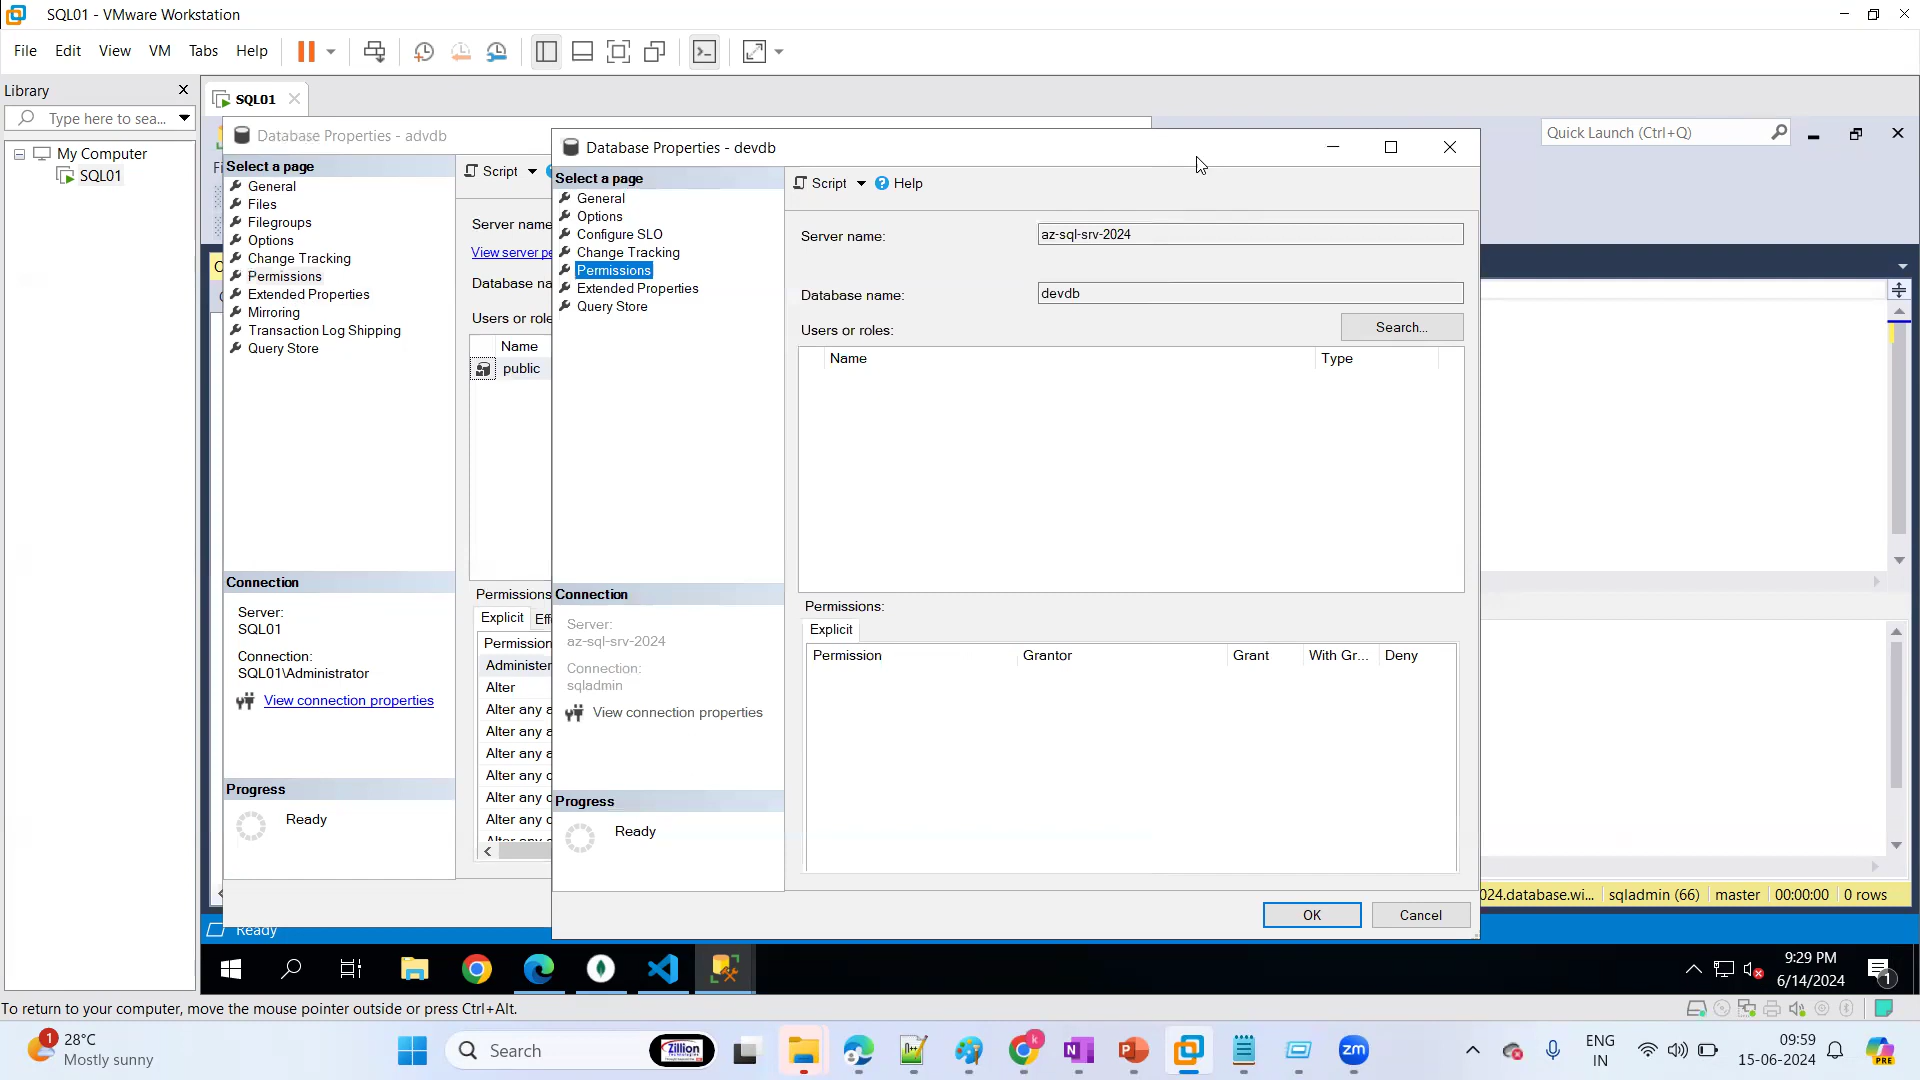 SQL01 - VMware Workstation
File Edit View VM Tabs Help
Library
Type here to sea...
My Computer
SQL01
SQL01
Quick Launch (Ctrl+Q)
Database Properties - advdb
Select a page
General
Files
Filegroups
Options
Change Tracking
Permissions
Extended Properties
Mirroring
Transaction Log Shipping
Query Store
Script
Server name
View server pe
Database na
Users or role
Name
public
Permissions
Explicit Eff
Permission
Administer
Alter
Alter any a
Alter any a
Alter any a
Alter any c
Alter any c
Alter any c
Connection
Server:
SQL01
Connection:
SQL01\Administrator
View connection properties
Progress
Ready
Database Properties - devdb
Select a page
General
Options
Configure SLO
Change Tracking
Permissions
Extended Properties
Query Store
Connection
Server:
az-sql-srv-2024
Connection:
sqladmin
View connection properties
Progress
Ready
Script Help
Server name: az-sql-srv-2024
Database name: devdb
Users or roles: Search...
Name Type
Permissions:
Explicit
Permission Grantor Grant With Gr... Deny
OK Cancel
024.database.wi... sqladmin (66) master 00:00:00 0 rows
Ready
9:29 PM
6/14/2024
1
To return to your computer, move the mouse pointer outside or press Ctrl+Alt.
1
28°C
Mostly sunny
Search
Zillion
k
zm
ENG
IN
09:59
15-06-2024
PRE